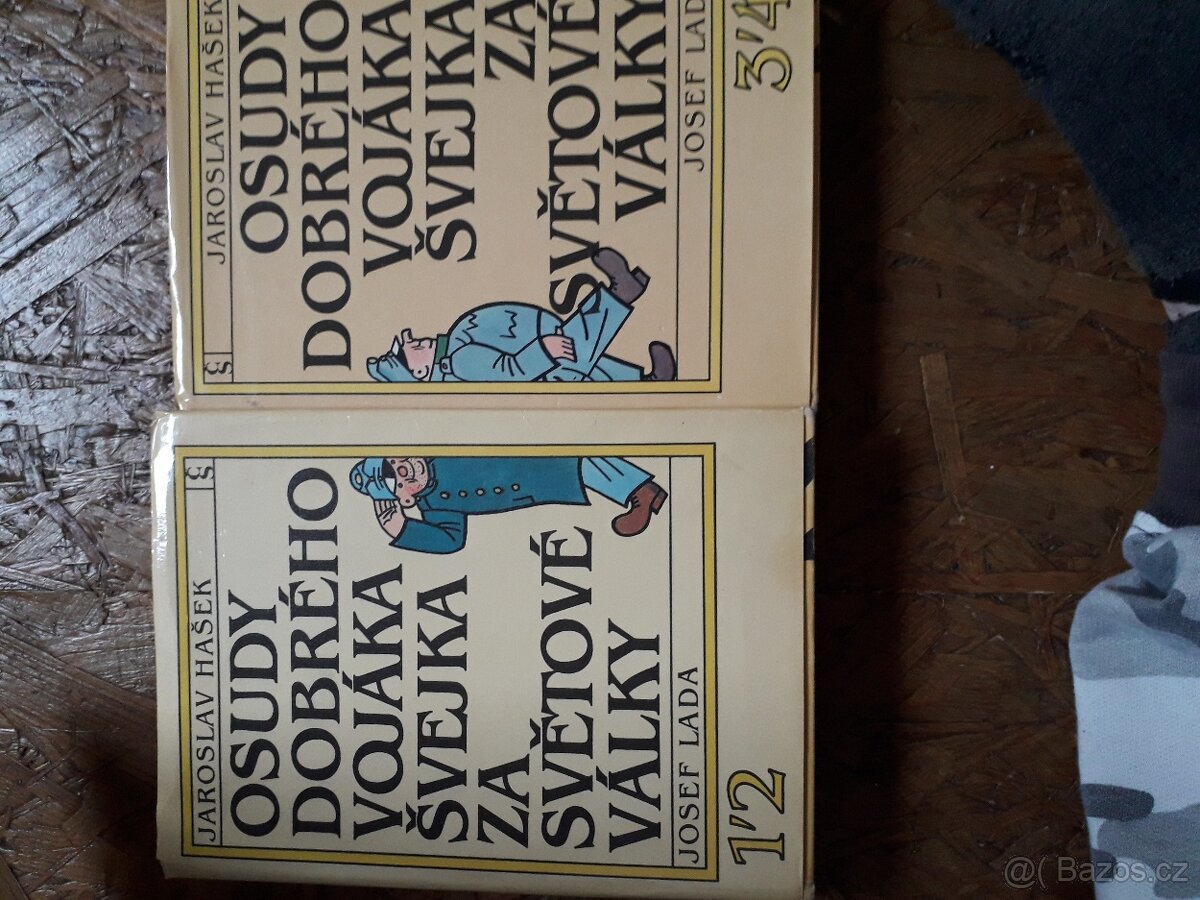 JAROSLAV HAŠEK
OSUDY
DOBRÉHO
VOJÁKA
ŠVEJKA
ZA
SVĚTOVÉ
VÁLKY
JOSEF LADA
3'4
JAROSLAV HAŠEK
OSUDY
DOBRÉHO
VOJÁKA
ŠVEJKA
ZA
SVĚTOVÉ
VÁLKY
JOSEF LADA
1'2
@( Bazos.cz